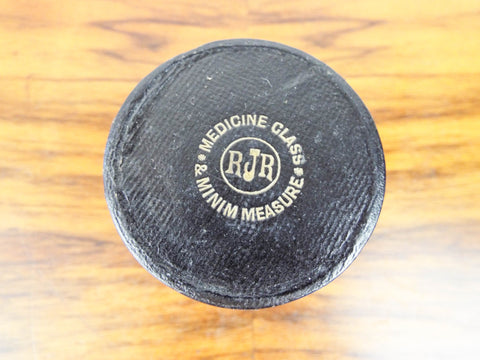 MEDICINE GLASS
& MINIM MEASURE
RJR